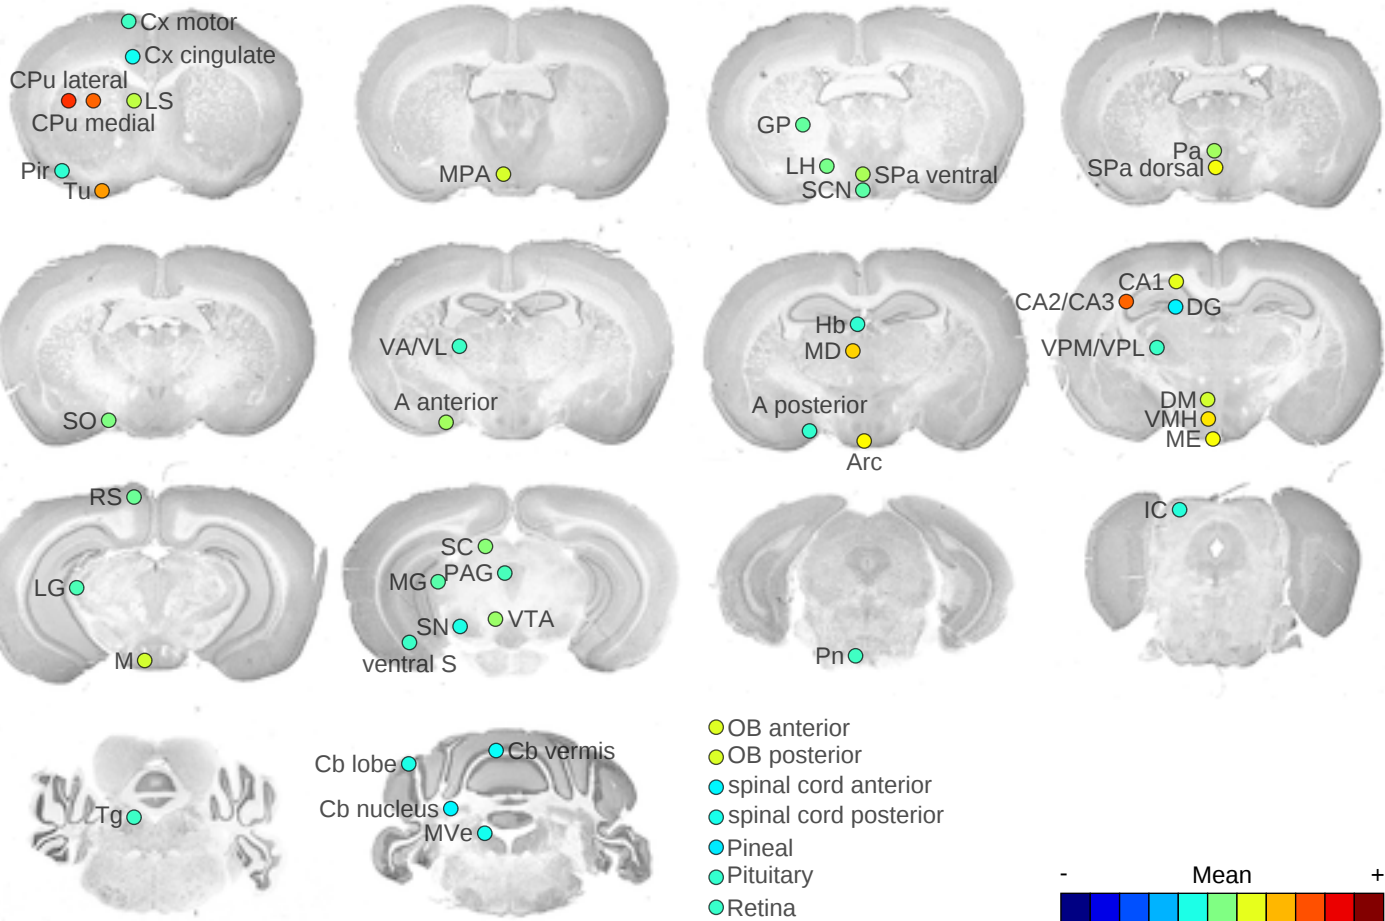 Cx motor
Cx cingulate
CPu lateral
LS
CPu medial
Pir
Tu
MPA
GP
LH
SPa ventral
SCN
Pa
SPa dorsal
SO
VA/VL
A anterior
Hb
MD
A posterior
Arc
CA1
CA2/CA3
DG
VPM/VPL
DM
VMH
ME
RS
LG
M
SC
MG
PAG
SN
VTA
ventral S
Pn
IC
Tg
Cb lobe
Cb vermis
Cb nucleus
MVe
OB anterior
OB posterior
spinal cord anterior
spinal cord posterior
Pineal
Pituitary
Retina
- Mean +